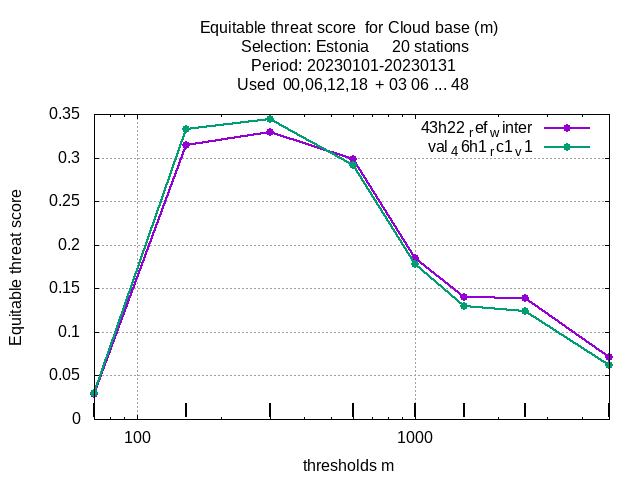 Equitable threat score  for Cloud base (m)
Selection: Estonia     20 stations
Period: 20230101-20230131
Used  00,06,12,18  + 03 06 ... 48
43h22refwinter
val46h1rc1v1
Equitable threat score
0.35
0.3
0.25
0.2
0.15
0.1
0.05
0
100
1000
thresholds m